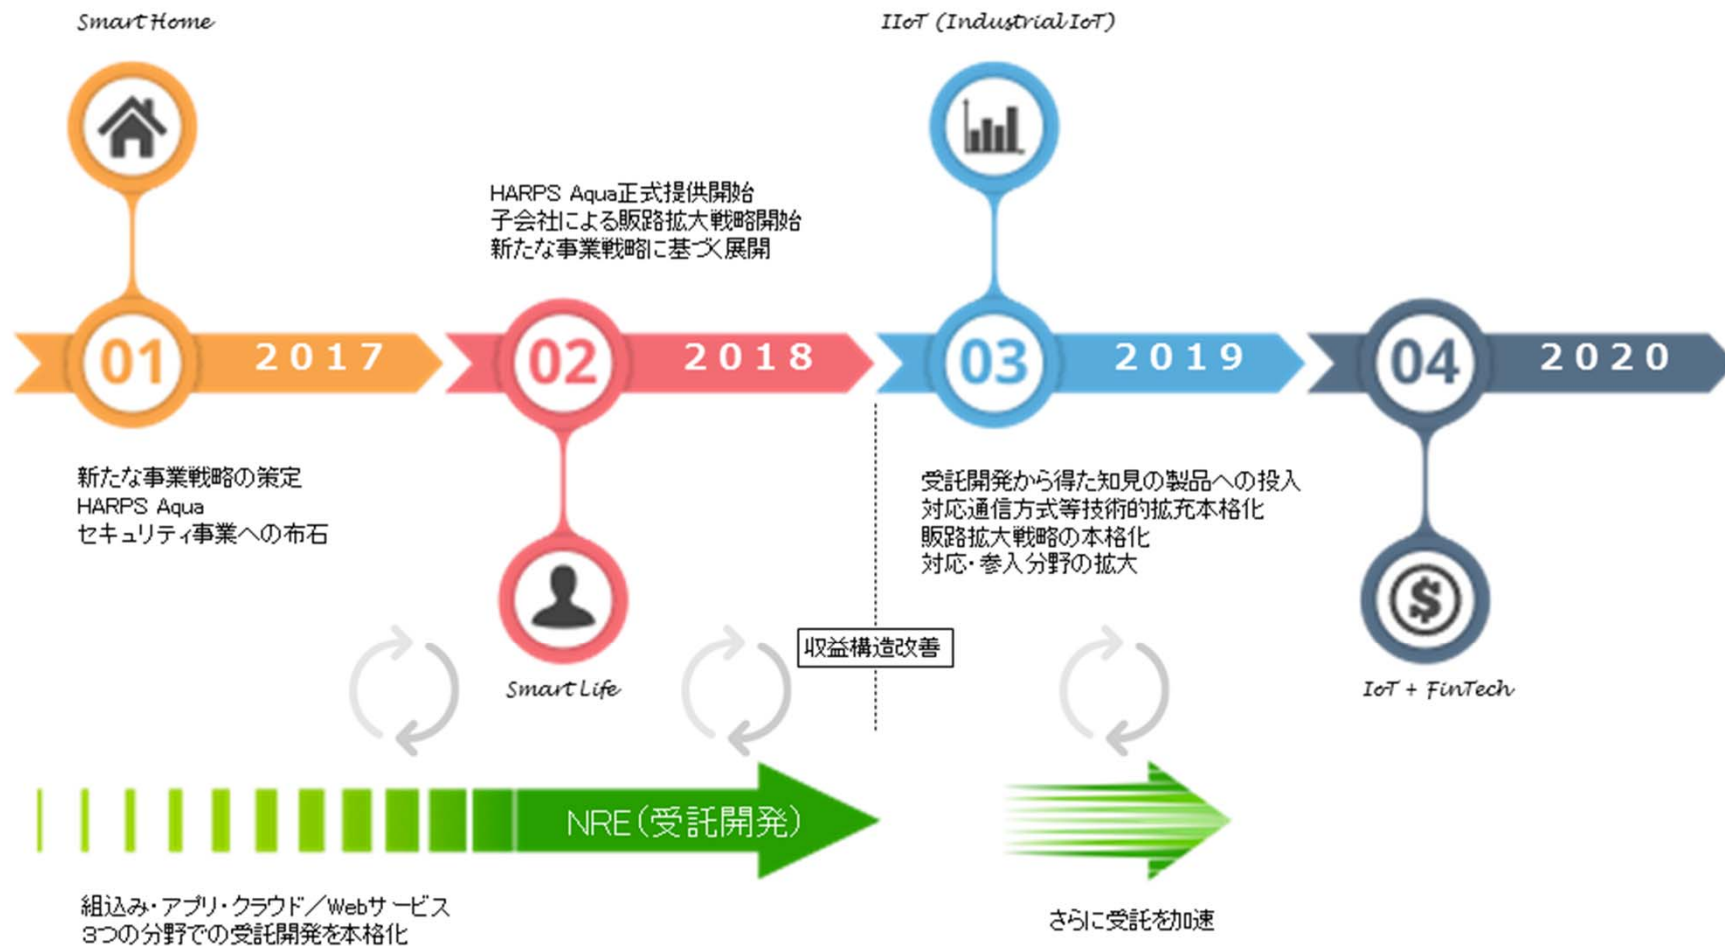 Smart Home
IIoT (Industrial IoT)
HARPS Aqua正式提供開始
子会社による販路拡大戦略開始
新たな事業戦略に基づく展開
01
2017
02
2018
03
2019
04
2020
新たな事業戦略の策定
HARPS Aqua
セキュリティ事業への布石
受託開発から得た知見の製品への投入
対応通信方式等技術的拡充本格化
販路拡大戦略の本格化
対応・参入分野の拡大
$
収益構造改善
Smart Life
IoT + FinTech
NRE(受託開発)
組込み・アプリ・クラウド／Webサービス
3つの分野での受託開発を本格化
さらに受託を加速